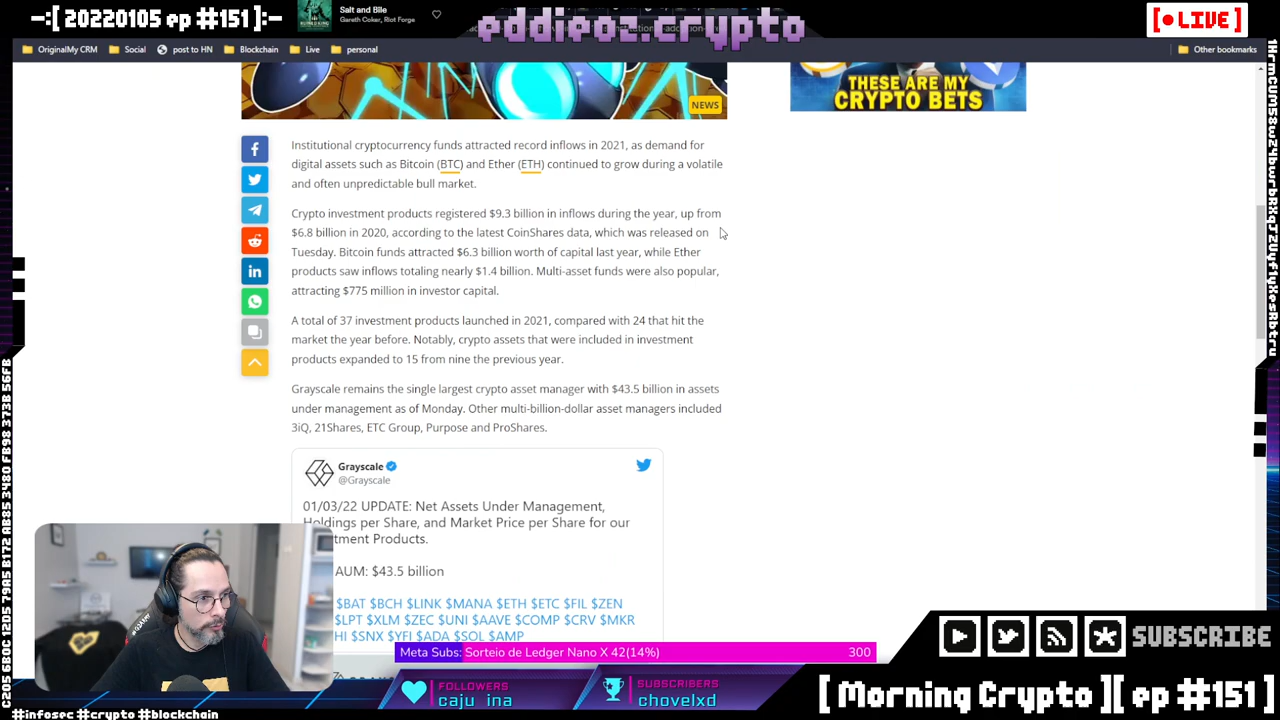 -:[ 20220105 ep #151 ]:-
Salt and Bile
Gareth Coker, Riot Forge
eddieoz.crypto
[ LIVE ]
OriginalMy CRM
Social
post to HN
Blockchain
Live
personal
Other bookmarks
NEWS
THESE ARE MY
CRYPTO BETS
Institutional cryptocurrency funds attracted record inflows in 2021, as demand for
digital assets such as Bitcoin (BTC) and Ether (ETH) continued to grow during a volatile
and often unpredictable bull market.
Crypto investment products registered $9.3 billion in inflows during the year, up from
$6.8 billion in 2020, according to the latest CoinShares data, which was released on
Tuesday. Bitcoin funds attracted $6.3 billion worth of capital last year, while Ether
products saw inflows totaling nearly $1.4 billion. Multi-asset funds were also popular,
attracting $775 million in investor capital.
A total of 37 investment products launched in 2021, compared with 24 that hit the
market the year before. Notably, crypto assets that were included in investment
products expanded to 15 from nine the previous year.
Grayscale remains the single largest crypto asset manager with $43.5 billion in assets
under management as of Monday. Other multi-billion-dollar asset managers included
3iQ, 21Shares, ETC Group, Purpose and ProShares.
Grayscale
@Grayscale
01/03/22 UPDATE: Net Assets Under Management,
Holdings per Share, and Market Price per Share for our
tment Products.
AUM: $43.5 billion
$BAT $BCH $LINK $MANA $ETH $ETC $FIL $ZEN
$LPT $XLM $ZEC $UNI $AAVE $COMP $CRV $MKR
HI $SNX $YFI $ADA $SOL $AMP
Meta Subs: Sorteio de Ledger Nano X 42(14%)
300
FOLLOWERS
caju_ina
SUBSCRIBERS
chovelxd
SUBSCRIBE
[ Morning Crypto ][ ep #151 ]
#infosec #crypto #blockchain
C505 5B0C 12D5 79A5 B172 AB85 3480 FB98 373B 56FB